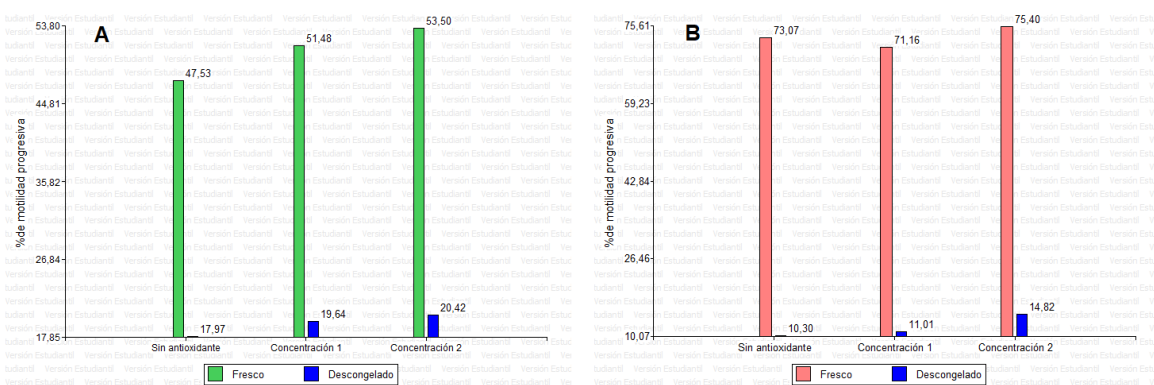 A
%de motilidad progresiva
53,80
44,81
35,82
26,84
17,85
47,53
17,97
51,48
19,64
53,50
20,42
Sin antioxidante Concentración 1 Concentración 2
Fresco Descongelado
B
%de motilidad progresiva
75,61
59,23
42,84
26,46
10,07
73,07
10,30
71,16
11,01
75,40
14,82
Sin antioxidante Concentración 1 Concentración 2
Fresco Descongelado
Versión Estudiantil